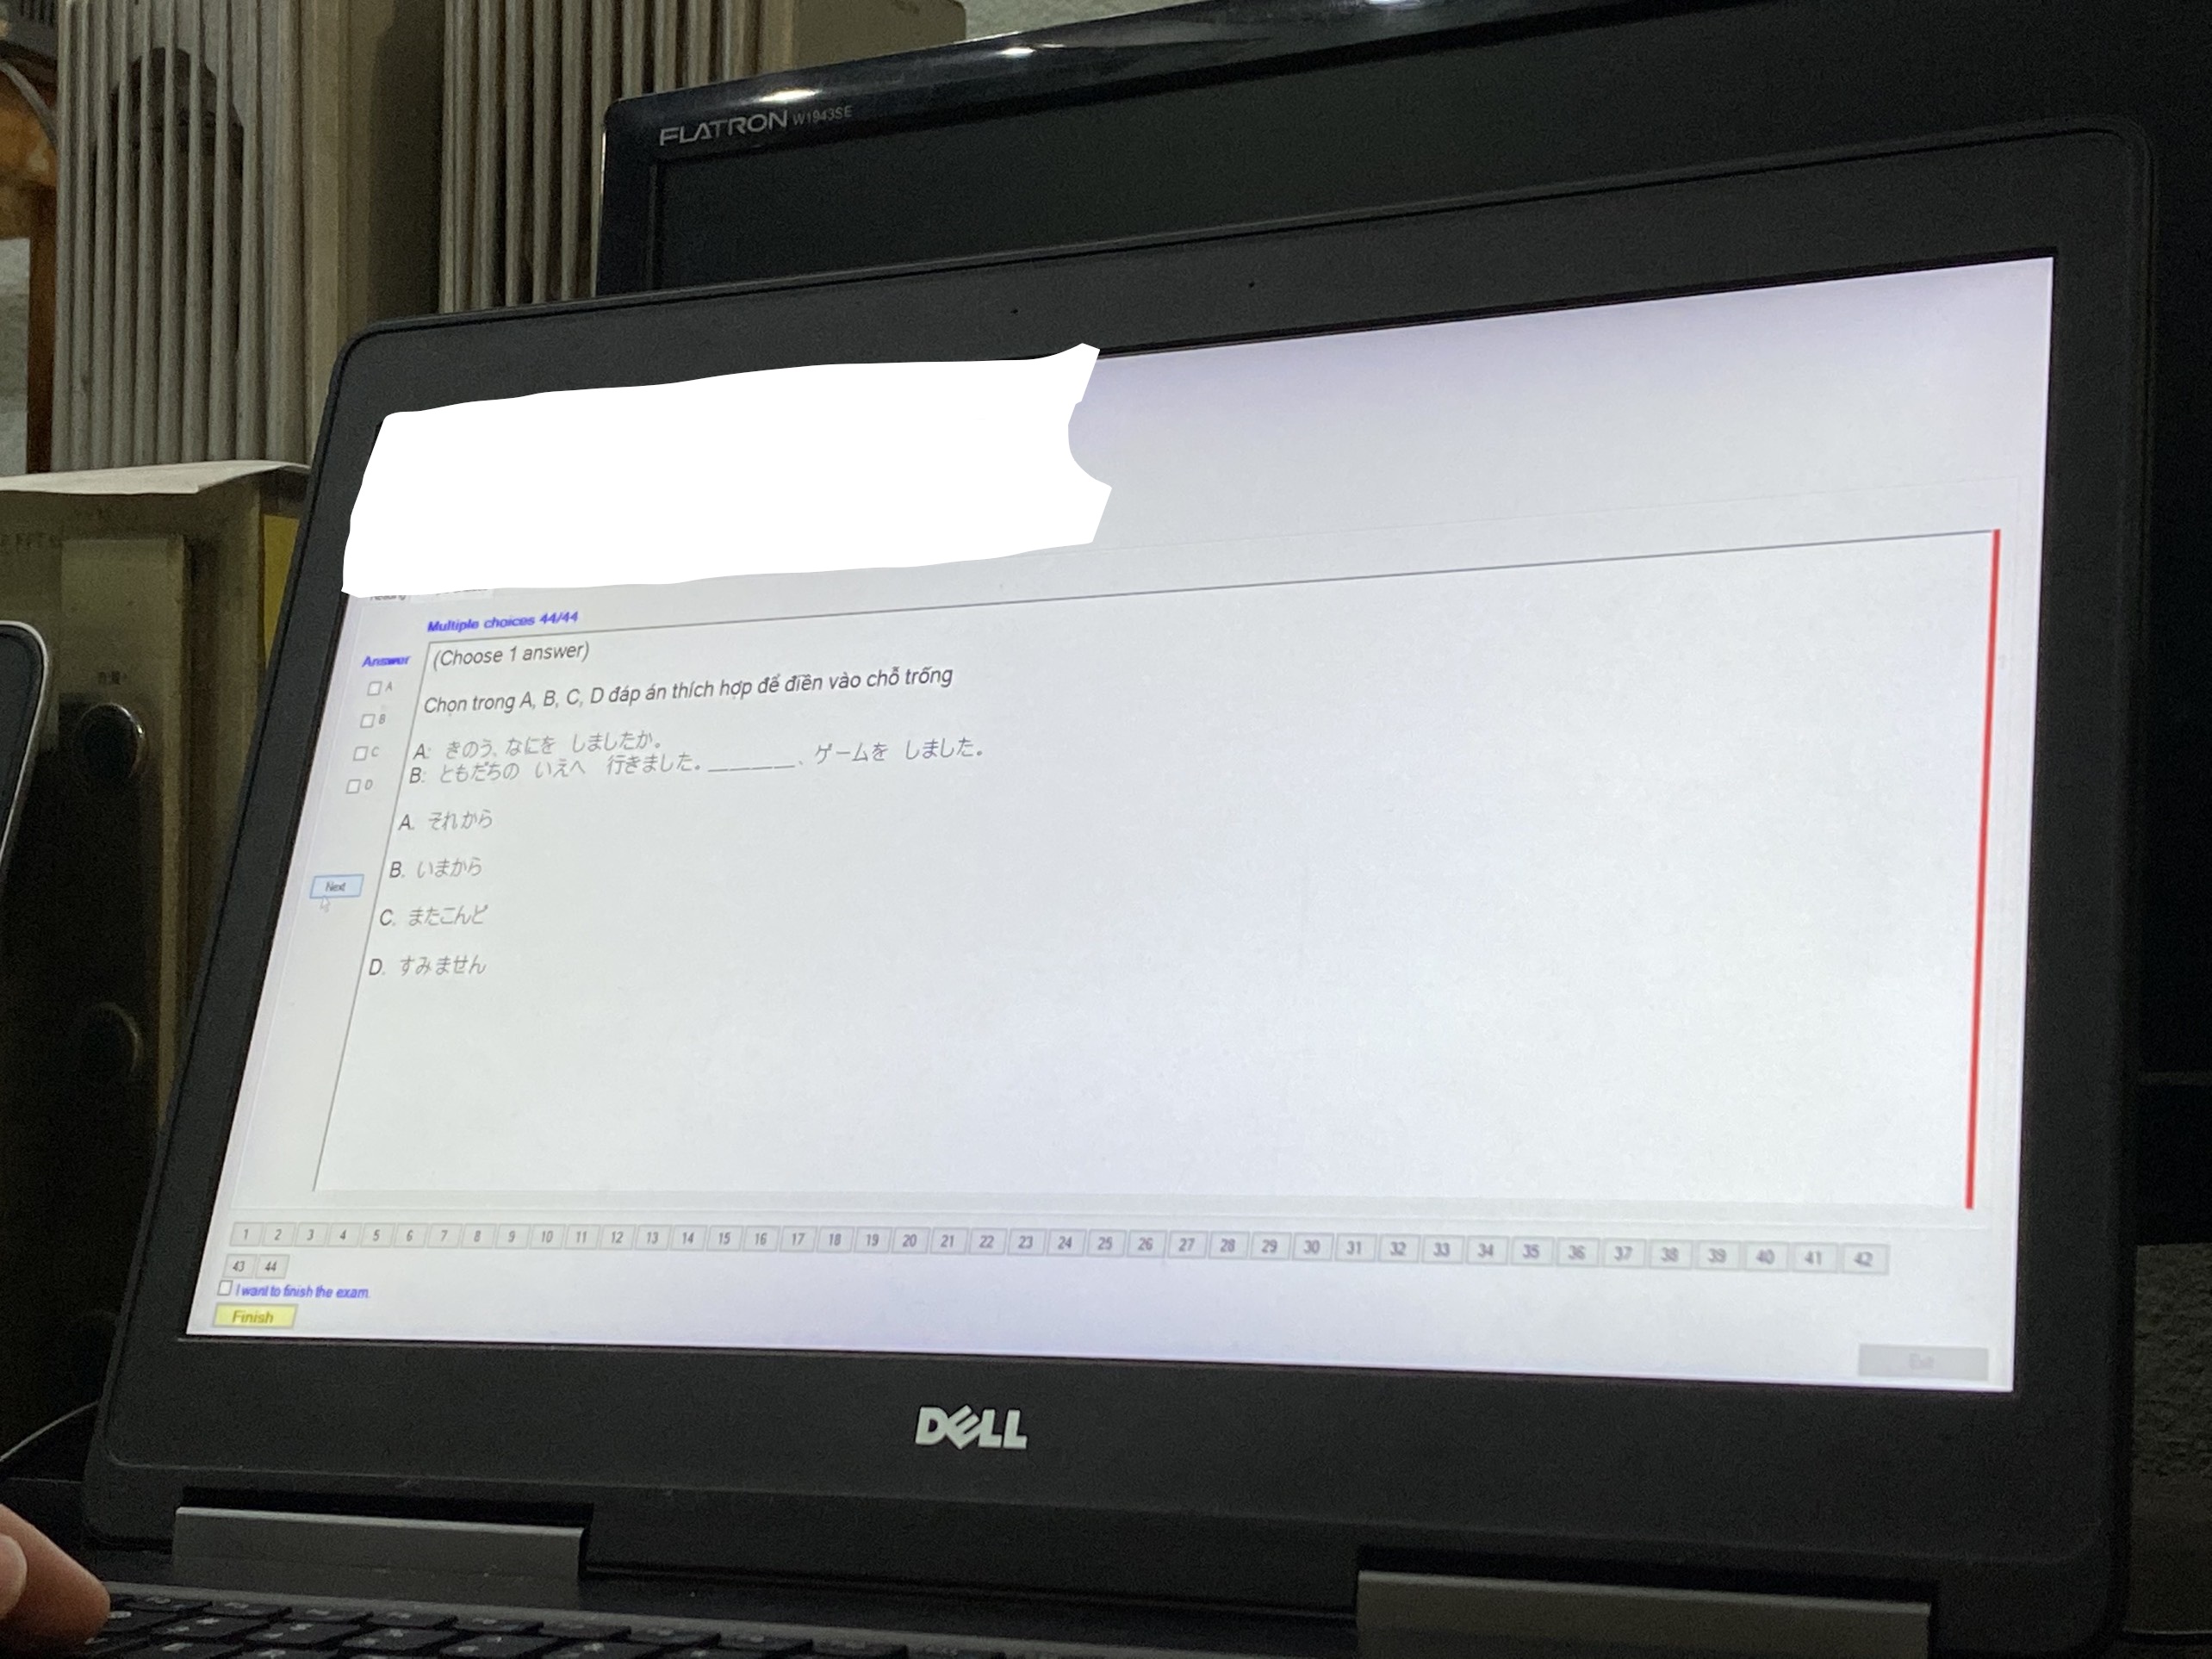 FLATRON W1943SE
Multiple choices 44/44
Answer
(Choose 1 answer)
A
B
C
D
Chọn trong A, B, C, D đáp án thích hợp để điền vào chỗ trống
A: きのう、なにを しましたか。
B: ともだちの いえへ 行きました。_____、ゲームを しました。
A. それから
B. いまから
C. またこんど
D. すみません
Next
1 2 3 4 5 6 7 8 9 10 11 12 13 14 15 16 17 18 19 20 21 22 23 24 25 26 27 28 29 30 31 32 33 34 35 36 37 38 39 40 41 42
43 44
I want to finish the exam.
Finish
Exit
DELL